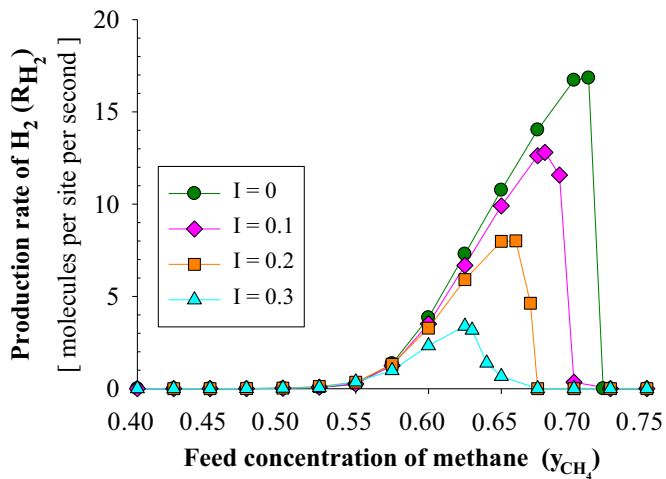 Production rate of H2 (RH2)
[ molecules per site per second ]
20
15
10
5
0
I = 0
I = 0.1
I = 0.2
I = 0.3
0.40 0.45 0.50 0.55 0.60 0.65 0.70 0.75
Feed concentration of methane (yCH4)